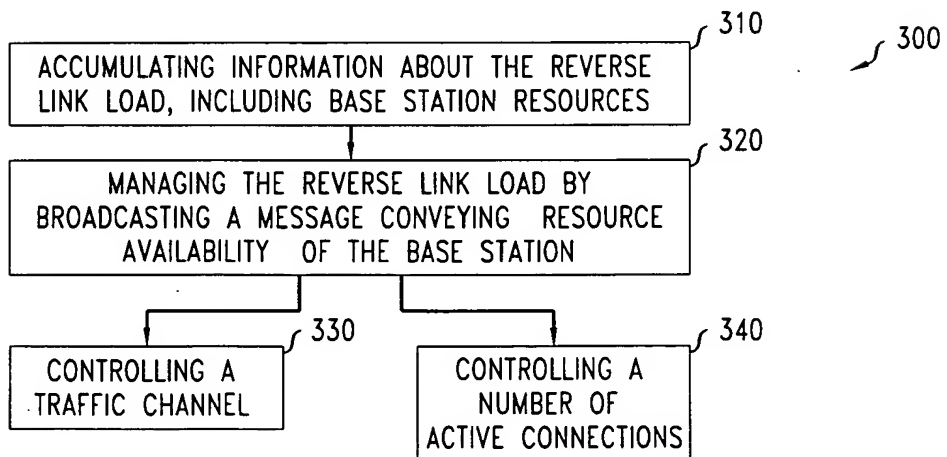 310
300
ACCUMULATING INFORMATION ABOUT THE REVERSE
LINK LOAD, INCLUDING BASE STATION RESOURCES
320
MANAGING THE REVERSE LINK LOAD BY
BROADCASTING A MESSAGE CONVEYING RESOURCE
AVAILABILITY OF THE BASE STATION
330
CONTROLLING A
TRAFFIC CHANNEL
340
CONTROLLING A
NUMBER OF
ACTIVE CONNECTIONS